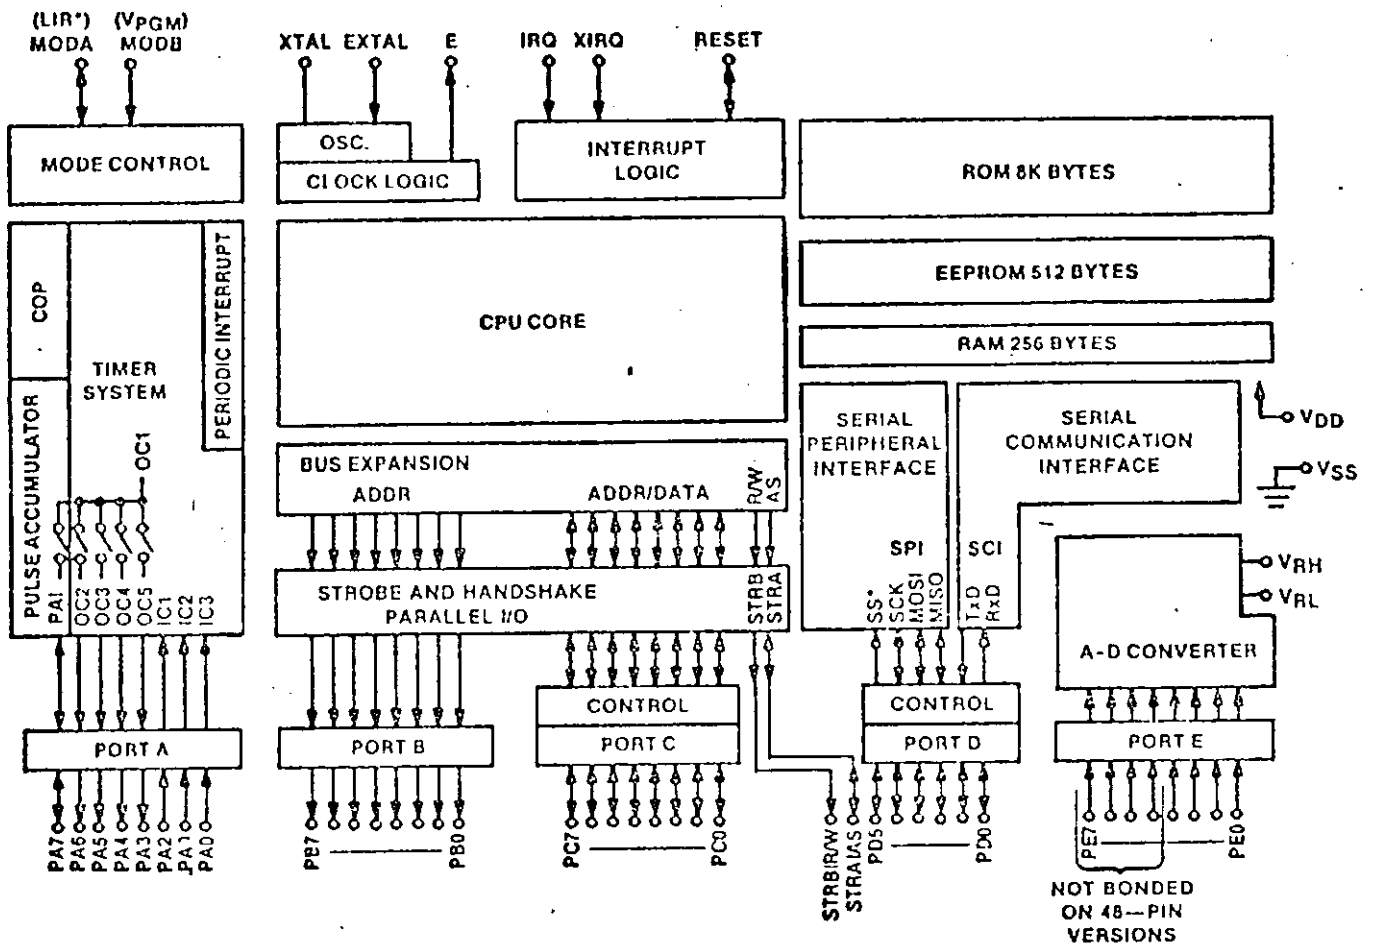 (LIR*) (VPGM)
MODA MODB
XTAL EXTAL E
IRQ XIRQ
RESET
MODE CONTROL
OSC.
CLOCK LOGIC
INTERRUPT
LOGIC
ROM 8K BYTES
EEPROM 512 BYTES
RAM 256 BYTES
COP
TIMER
SYSTEM
PERIODIC INTERRUPT
PULSE ACCUMULATOR
OC1
PAI
OC2
OC3
OC4
OC5
IC1
IC2
IC3
CPU CORE
BUS EXPANSION
ADDR
ADDR/DATA
R/W
AS
STROBE AND HANDSHAKE
PARALLEL I/O
STRB
STRA
SERIAL
PERIPHERAL
INTERFACE
SPI
SS*
SCK
MOSI
MISO
SERIAL
COMMUNICATION
INTERFACE
SCI
TxD
RxD
VDD
VSS
VRH
VRL
A-D CONVERTER
CONTROL
CONTROL
PORT A
PORT B
PORT C
PORT D
PORT E
PA7
PA6
PA5
PA4
PA3
PA2
PA1
PA0
PB7
PB0
PC7
PC0
STRB/R/W
STRA/AS
PD5
PD0
PE7
PE0
NOT BONDED
ON 48—PIN
VERSIONS